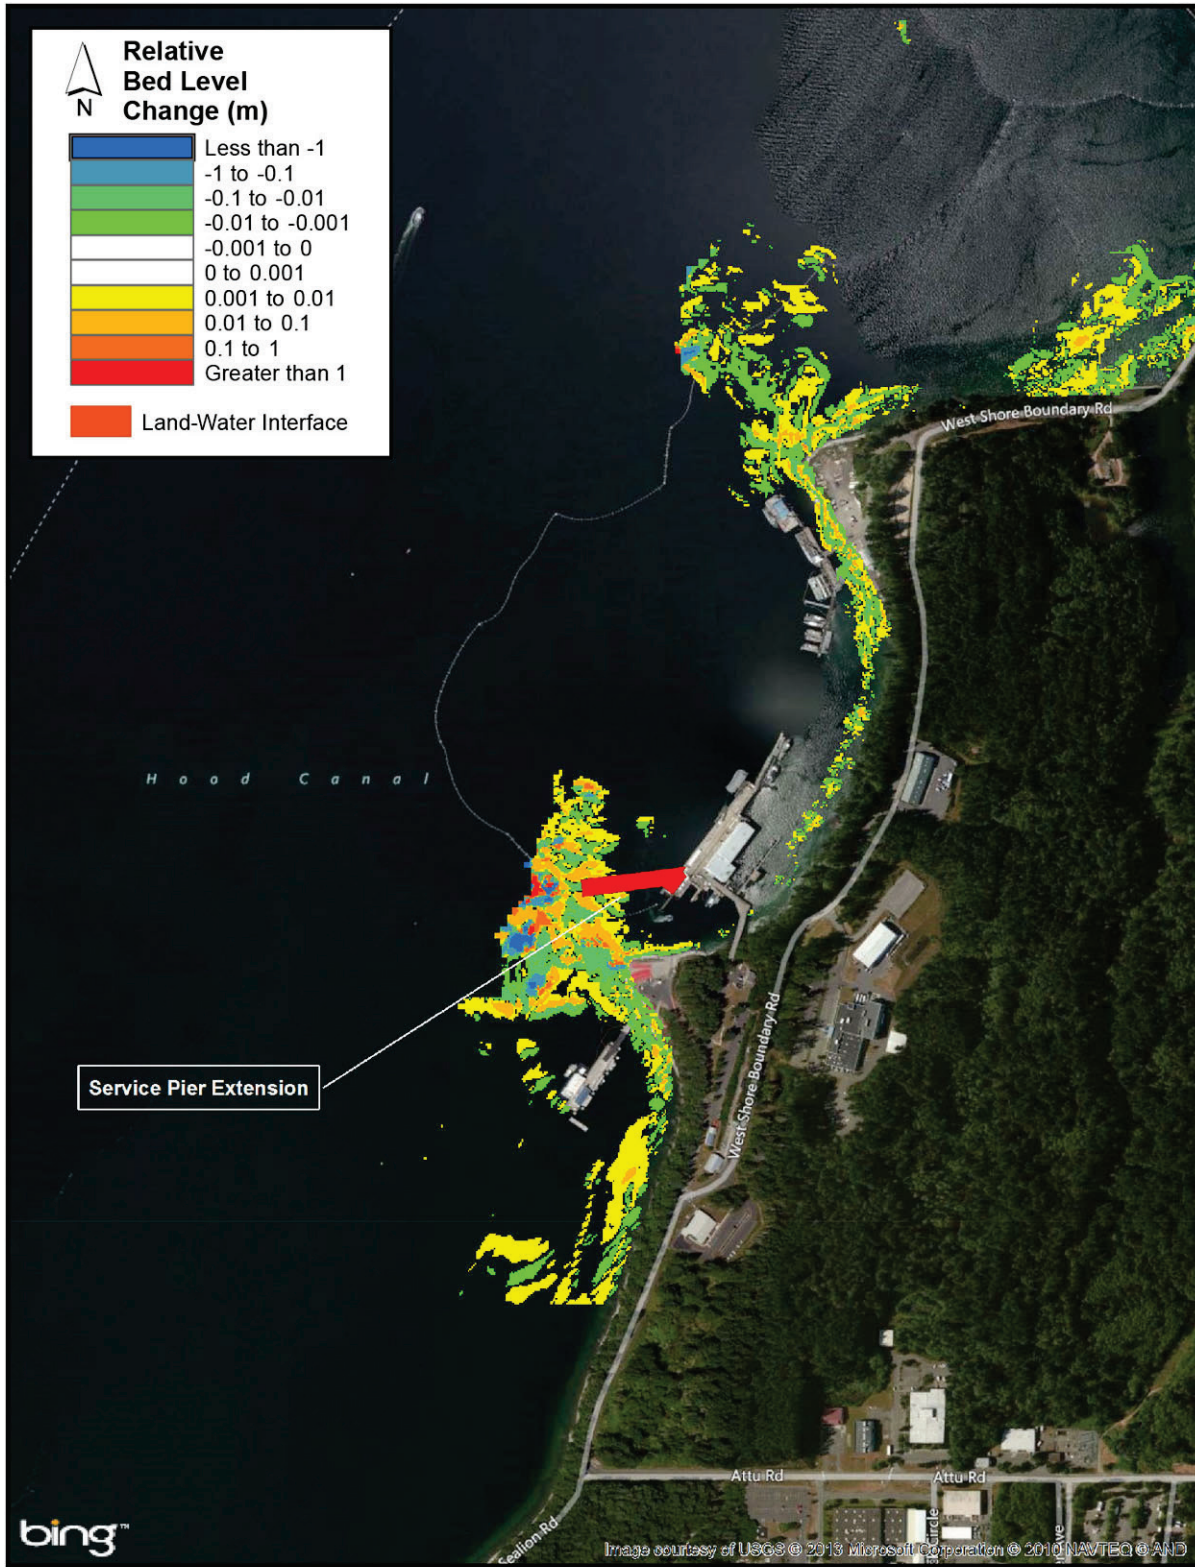 Relative
Bed Level
Change (m)
N
Less than -1
-1 to -0.1
-0.1 to -0.01
-0.01 to -0.001
-0.001 to 0
0 to 0.001
0.001 to 0.01
0.01 to 0.1
0.1 to 1
Greater than 1
Land-Water Interface
West Shore Boundary Rd
Hood Canal
Service Pier Extension
West Shore Boundary Rd
Attu Rd
Attu Rd
Circle
Ave
Sealion Rd
bing™
Image courtesy of USGS © 2013 Microsoft Corporation © 2010 NAVTEQ © AND